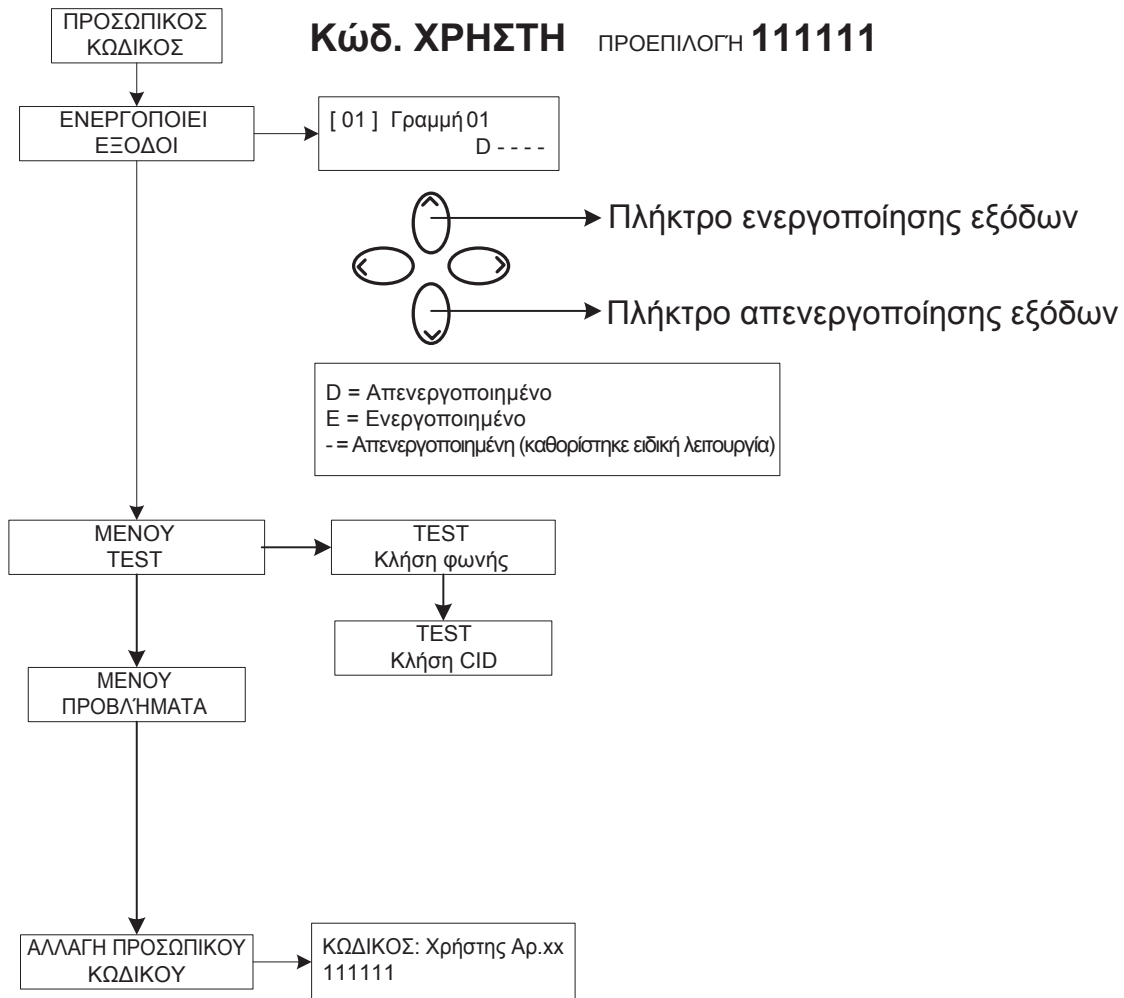 ΠΡΟΣΩΠΙΚΟΣ
ΚΩΔΙΚΟΣ
Κώδ. ΧΡΗΣΤΗ ΠΡΟΕΠΙΛΟΓΉ 111111
ΕΝΕΡΓΟΠΟΙΕΙ
ΕΞΟΔΟΙ
[ 01 ] Γραμμή 01
D - - - -
Πλήκτρο ενεργοποίησης εξόδων
Πλήκτρο απενεργοποίησης εξόδων
D = Απενεργοποιημένο
E = Ενεργοποιημένο
- = Απενεργοποιημένη (καθορίστηκε ειδική λειτουργία)
ΜΕΝΟΥ
TEST
TEST
Κλήση φωνής
TEST
Κλήση CID
ΜΕΝΟΥ
ΠΡΟΒΛΉΜΑΤΑ
ΑΛΛΑΓΗ ΠΡΟΣΩΠΙΚΟΥ
ΚΩΔΙΚΟΥ
ΚΩΔΙΚΟΣ: Χρήστης Αρ.xx
111111